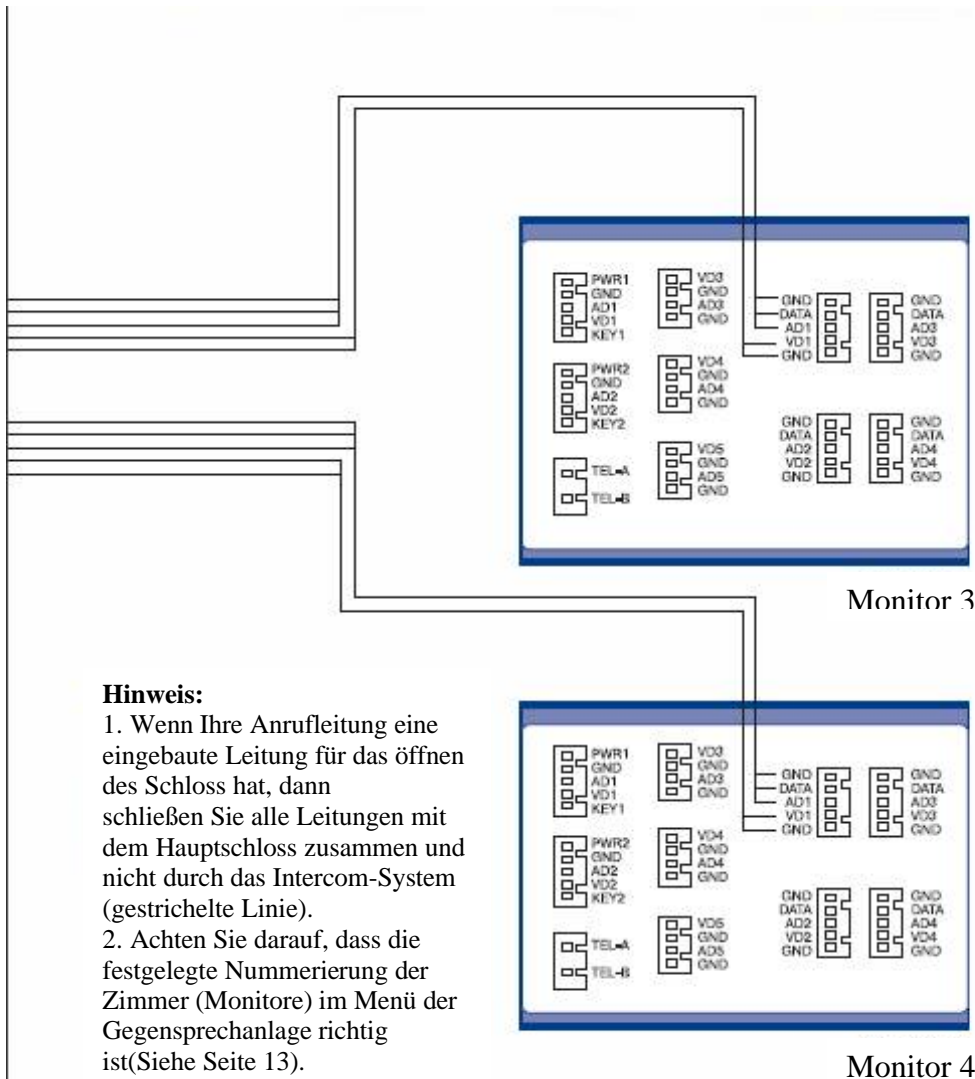 PWR1
GND
AD1
VD1
KEY1
VD3
GND
AD3
GND
GND
DATA
AD1
VD1
GND
GND
DATA
AD3
VD3
GND
PWR2
GND
AD2
VD2
KEY2
VD4
GND
AD4
GND
GND
DATA
AD2
VD2
GND
GND
DATA
AD4
VD4
GND
TEL-A
TEL-B
VD5
GND
AD5
GND
Monitor 3
Hinweis:
1. Wenn Ihre Anrufleitung eine
eingebaute Leitung für das öffnen
des Schloss hat, dann
schließen Sie alle Leitungen mit
dem Hauptschloss zusammen und
nicht durch das Intercom-System
(gestrichelte Linie).
2. Achten Sie darauf, dass die
festgelegte Nummerierung der
Zimmer (Monitore) im Menü der
Gegensprechanlage richtig
ist(Siehe Seite 13).
PWR1
GND
AD1
VD1
KEY1
VD3
GND
AD3
GND
GND
DATA
AD1
VD1
GND
GND
DATA
AD3
VD3
GND
PWR2
GND
AD2
VD2
KEY2
VD4
GND
AD4
GND
GND
DATA
AD2
VD2
GND
GND
DATA
AD4
VD4
GND
TEL-A
TEL-B
VD5
GND
AD5
GND
Monitor 4